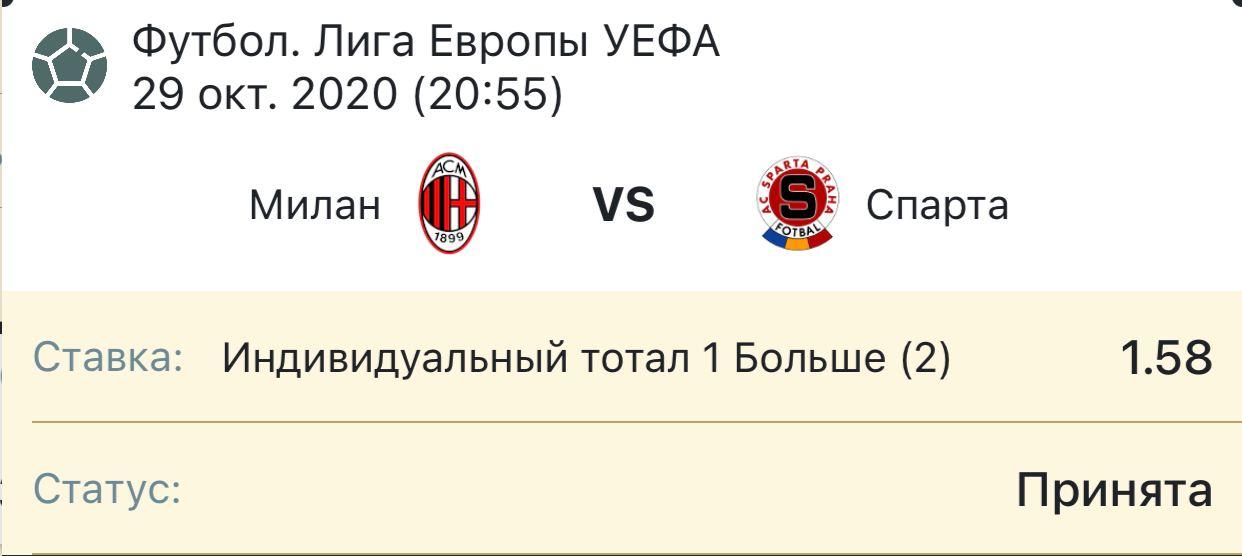 Футбол. Лига Европы УЕФА
29 окт. 2020 (20:55)
Милан ACM 1899 VS AC SPARTA PRAHA S FOTBAL Спарта
Ставка: Индивидуальный тотал 1 Больше (2) 1.58
Статус: Принята